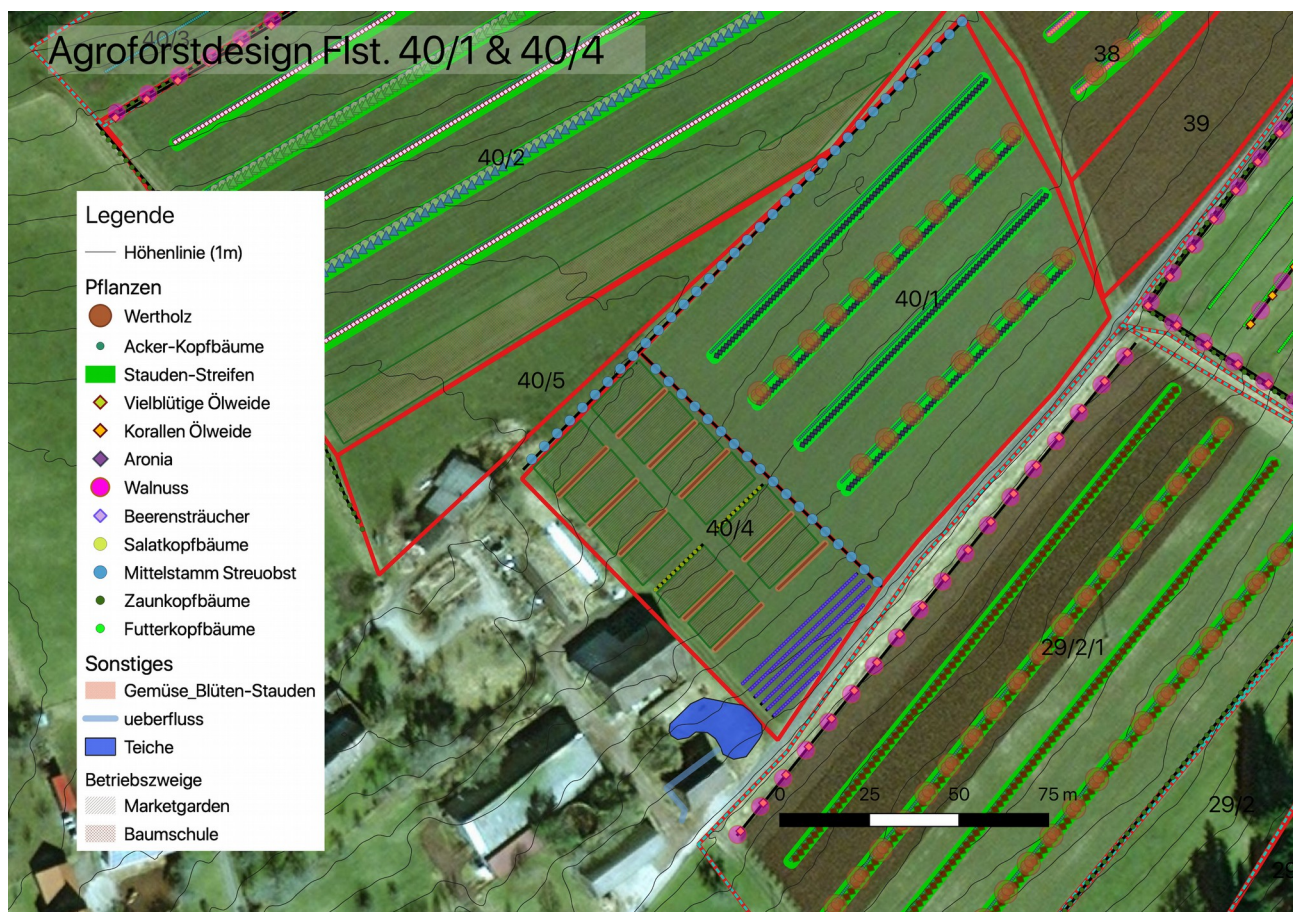 40/3
Agroforstdesign Flst. 40/1 & 40/4
38
39
40/2
Legende
Höhenlinie (1m)
Pflanzen
Wertholz
Acker-Kopfbäume
Stauden-Streifen
Vielblütige Ölweide
Korallen Ölweide
Aronia
Walnuss
Beerensträucher
Salatkopfbäume
Mittelstamm Streuobst
Zaunkopfbäume
Futterkopfbäume
Sonstiges
Gemüse_Blüten-Stauden
ueberfluss
Teiche
Betriebszweige
Marketgarden
Baumschule
40/1
40/5
40/4
29/2/1
0 25 50 75 m
29/2